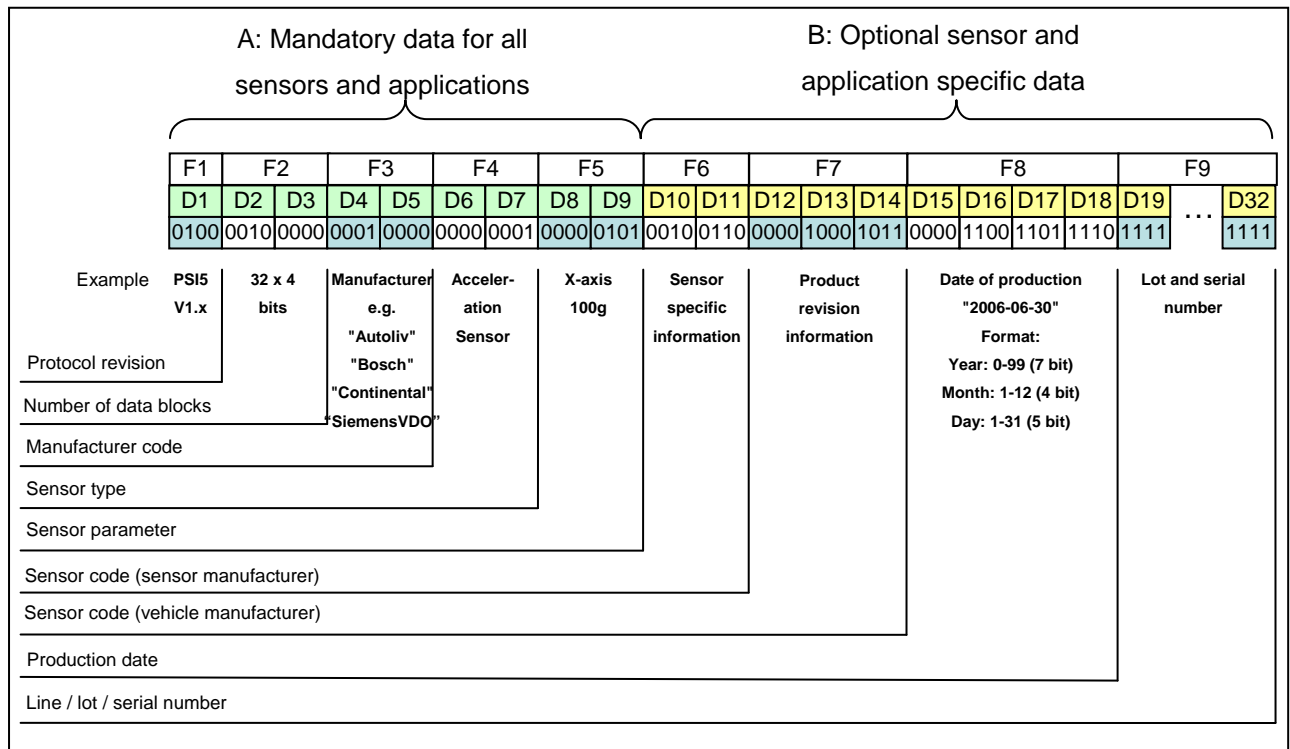 A: Mandatory data for all
sensors and applications
B: Optional sensor and
application specific data
F1 F2 F3 F4 F5 F6 F7 F8 F9
D1 D2 D3 D4 D5 D6 D7 D8 D9 D10 D11 D12 D13 D14 D15 D16 D17 D18 D19 ... D32
0100 0010 0000 0001 0000 0000 0001 0000 0101 0010 0110 0000 1000 1011 0000 1100 1101 1110 1111 1111
Example
PSI5
V1.x
32 x 4
bits
Manufacturer
e.g.
"Autoliv"
"Bosch"
"Continental"
“SiemensVDO”
Acceler-
ation
Sensor
X-axis
100g
Sensor
specific
information
Product
revision
information
Date of production
"2006-06-30"
Format:
Year: 0-99 (7 bit)
Month: 1-12 (4 bit)
Day: 1-31 (5 bit)
Lot and serial
number
Protocol revision
Number of data blocks
Manufacturer code
Sensor type
Sensor parameter
Sensor code (sensor manufacturer)
Sensor code (vehicle manufacturer)
Production date
Line / lot / serial number